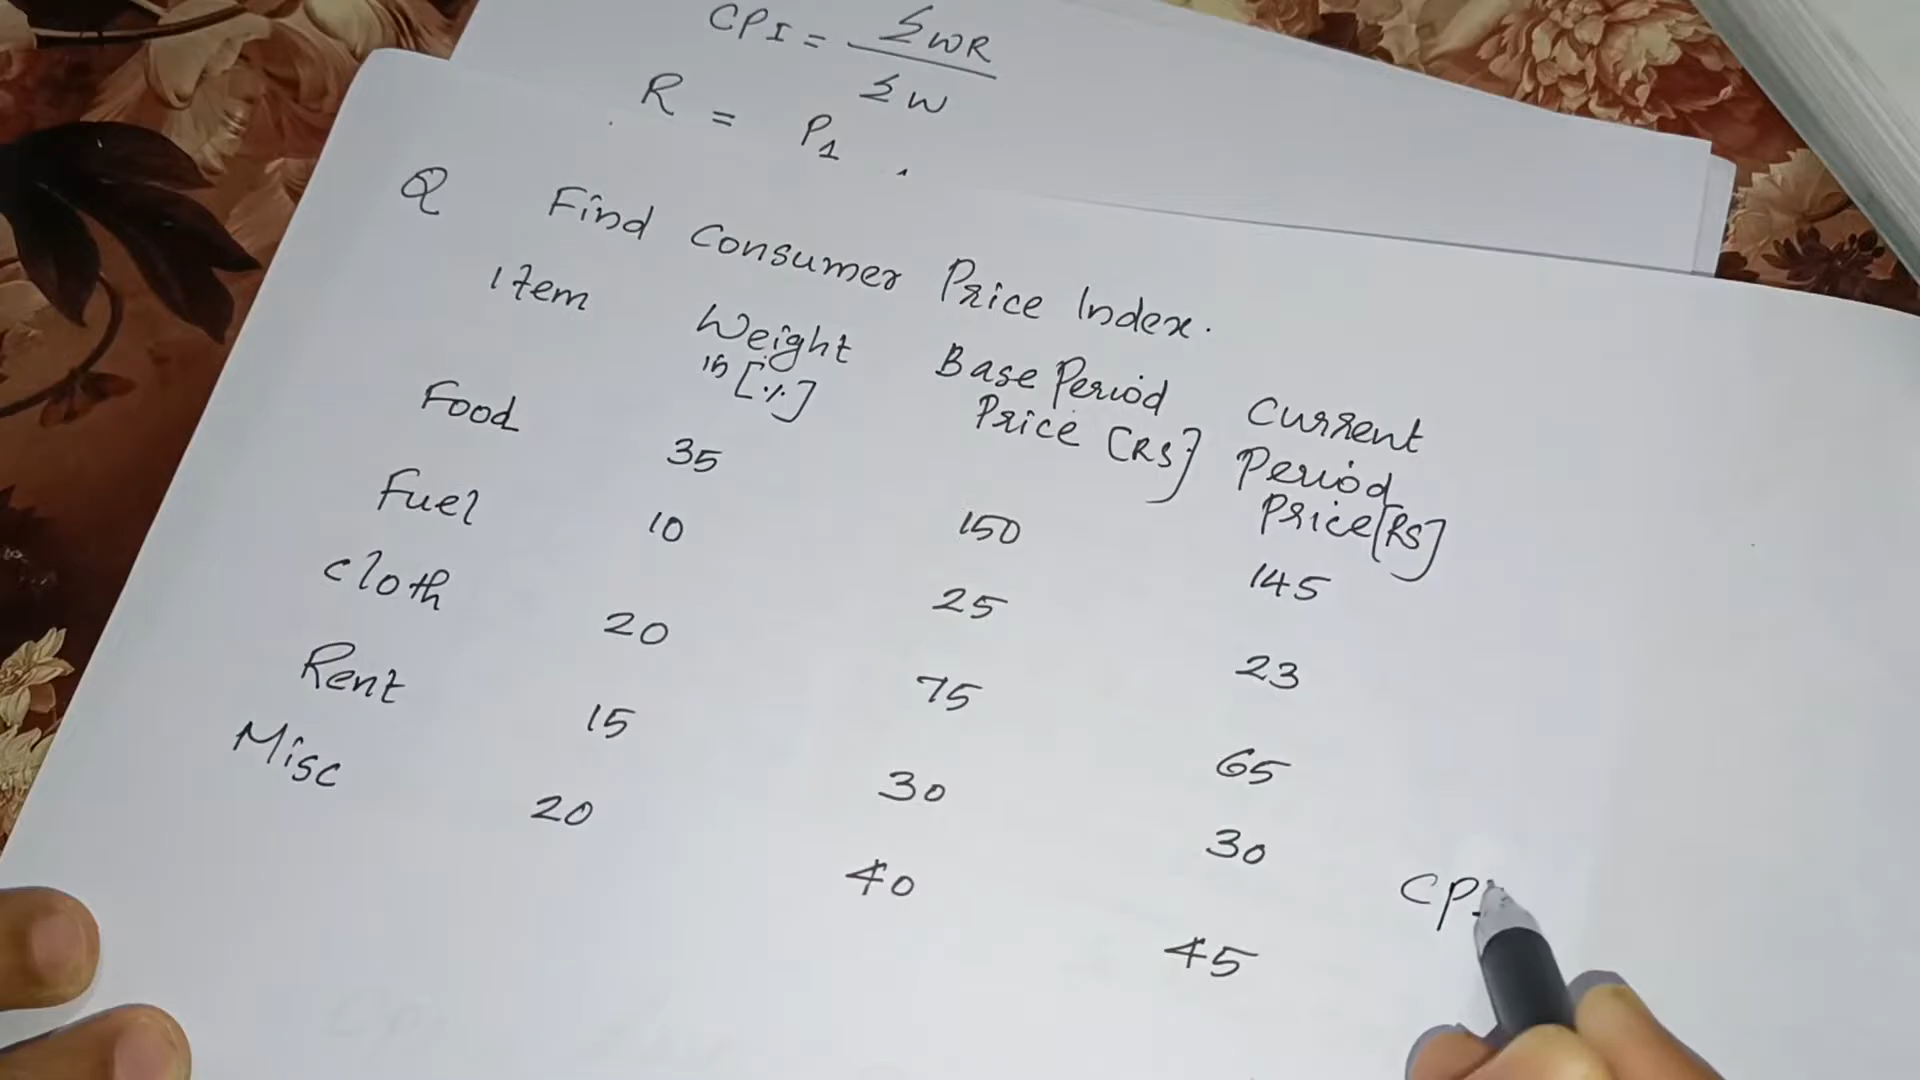 CPI = ΣWR
ΣW
R = P1
Q Find Consumer Price Index.
Item Weight Base Period Current
[%] Price [RS] Period
Price [RS]
Food 35 150 145
Fuel 10 25 23
Cloth 20 75 65
Rent 15 30 30
Misc 20 40 45
CPI